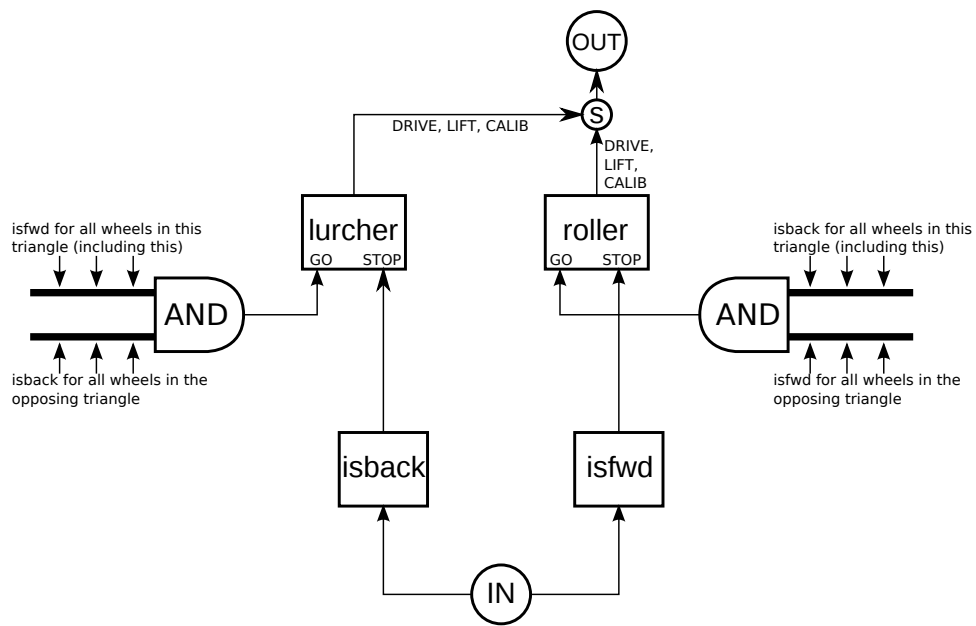 OUT
S
DRIVE, LIFT, CALIB
DRIVE,
LIFT,
CALIB
isfwd for all wheels in this
triangle (including this)
lurcher
GO STOP
roller
GO STOP
isback for all wheels in this
triangle (including this)
AND
AND
isback for all wheels in the
opposing triangle
isfwd for all wheels in the
opposing triangle
isback
isfwd
IN